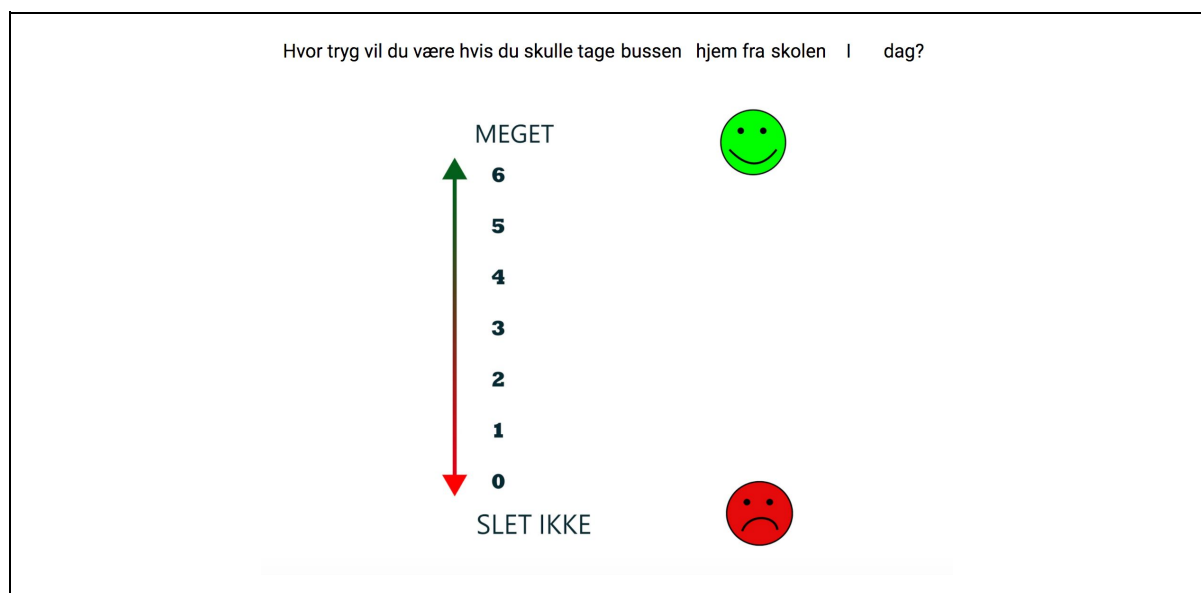 Hvor tryg vil du være hvis du skulle tage bussen hjem fra skolen I dag?
MEGET
6
5
4
3
2
1
0
SLET IKKE